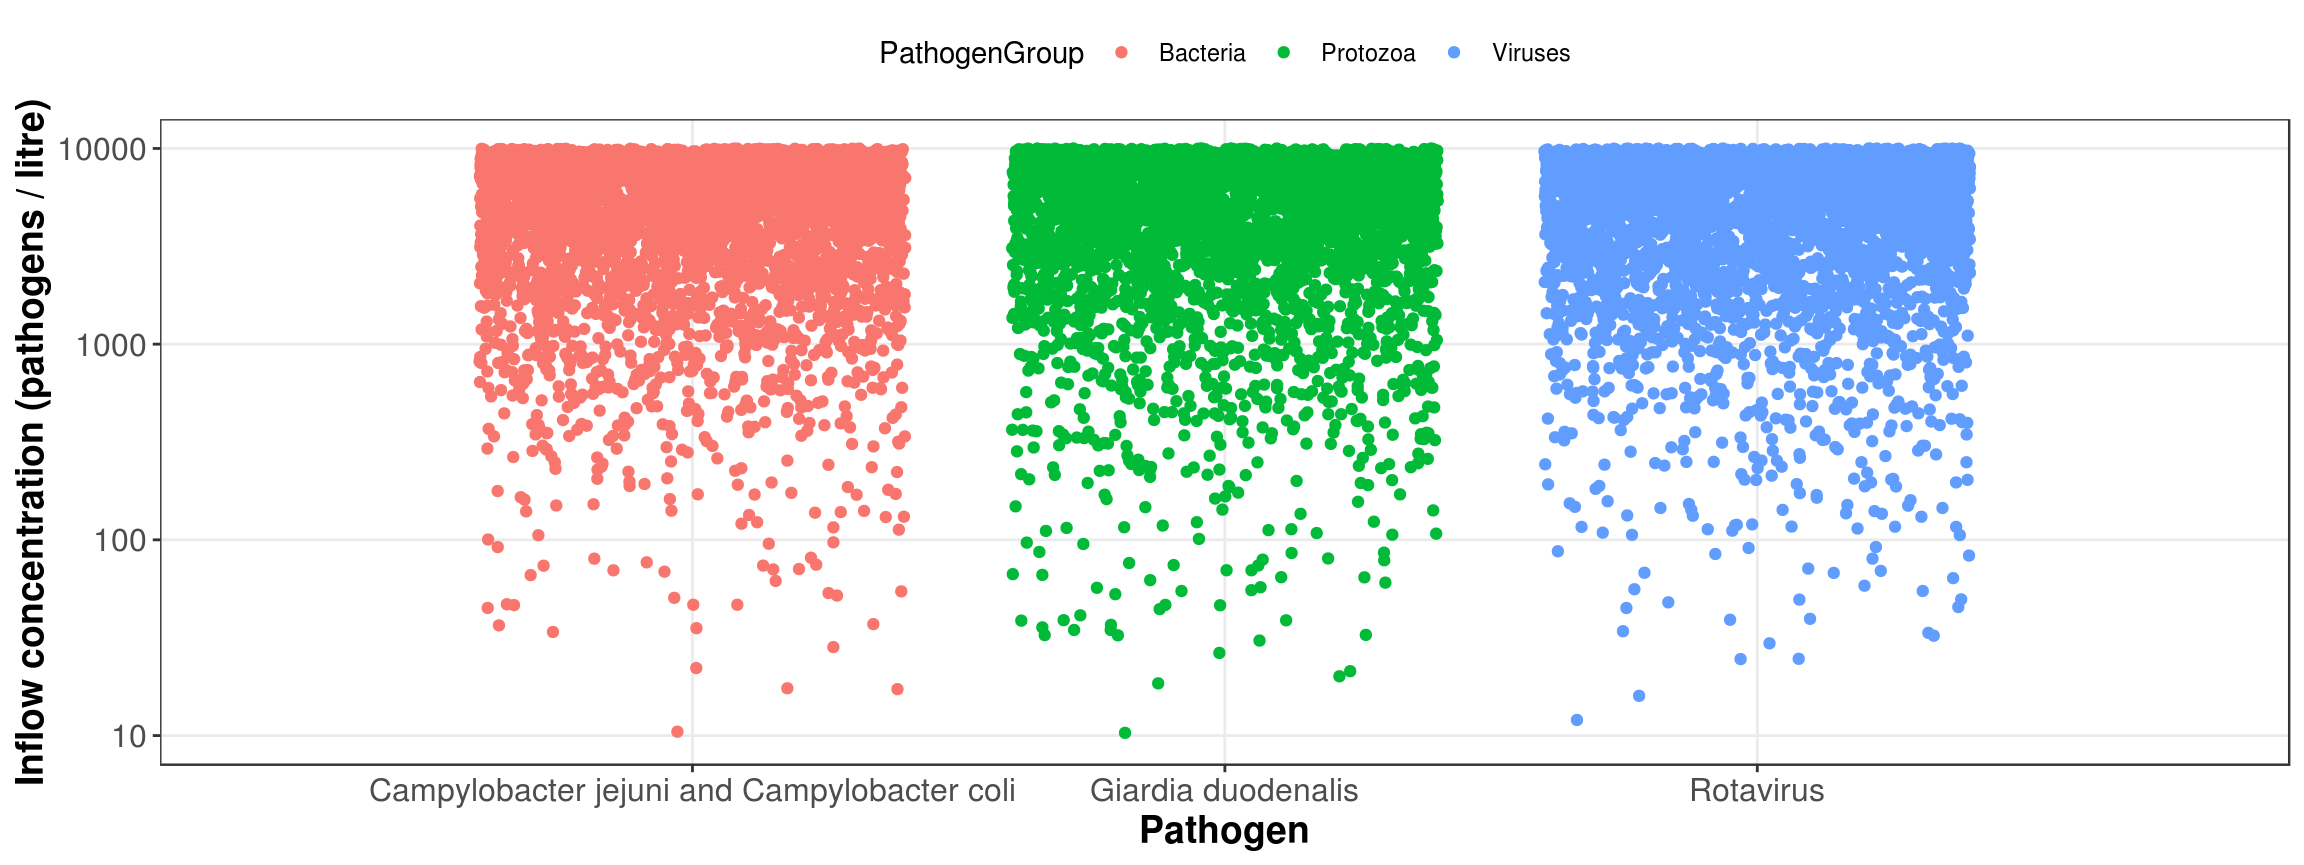 PathogenGroup Bacteria Protozoa Viruses
Inflow concentration (pathogens / litre)
10000
1000
100
10
Campylobacter jejuni and Campylobacter coli Giardia duodenalis Rotavirus
Pathogen